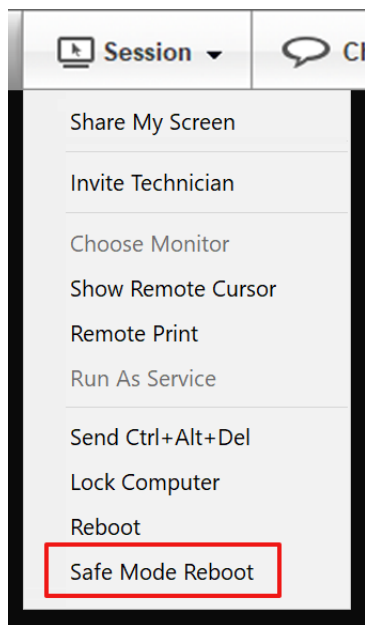 Session
Share My Screen
Invite Technician
Choose Monitor
Show Remote Cursor
Remote Print
Run As Service
Send Ctrl+Alt+Del
Lock Computer
Reboot
Safe Mode Reboot